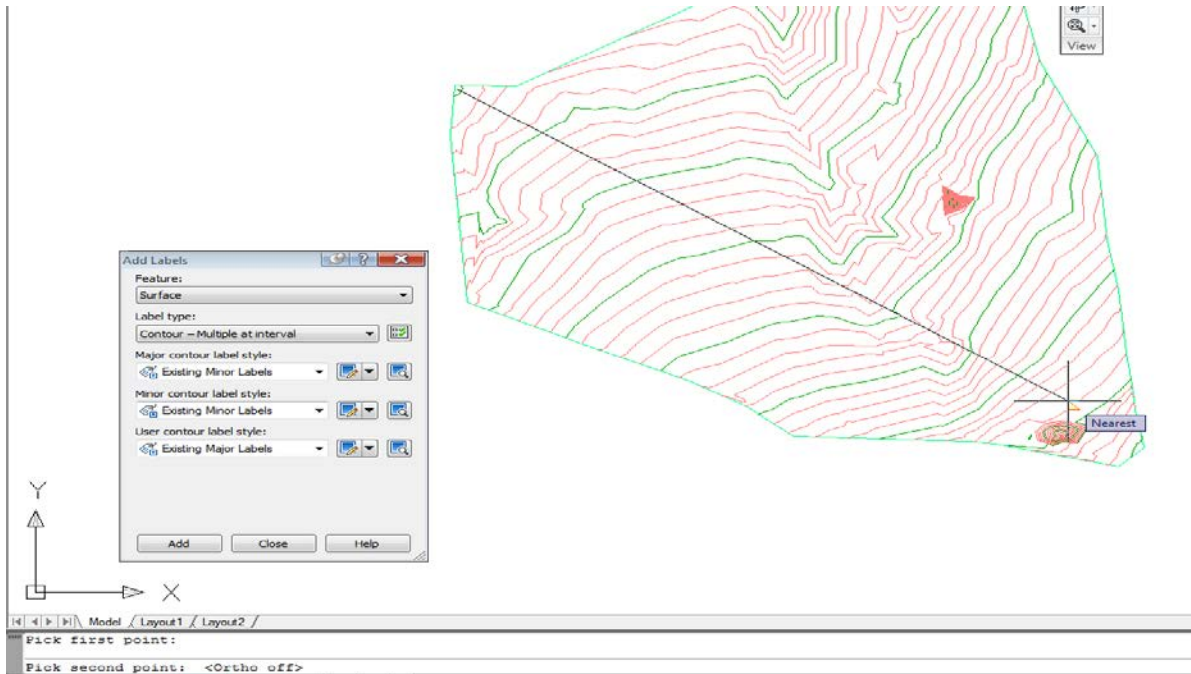 View
Add Labels
Feature:
Surface
Label type:
Contour – Multiple at interval
Major contour label style:
Existing Minor Labels
Minor contour label style:
Existing Minor Labels
User contour label style:
Existing Major Labels
Add Close Help
Nearest
Y
X
Model Layout1 Layout2
Pick first point:
Pick second point: <Ortho off>